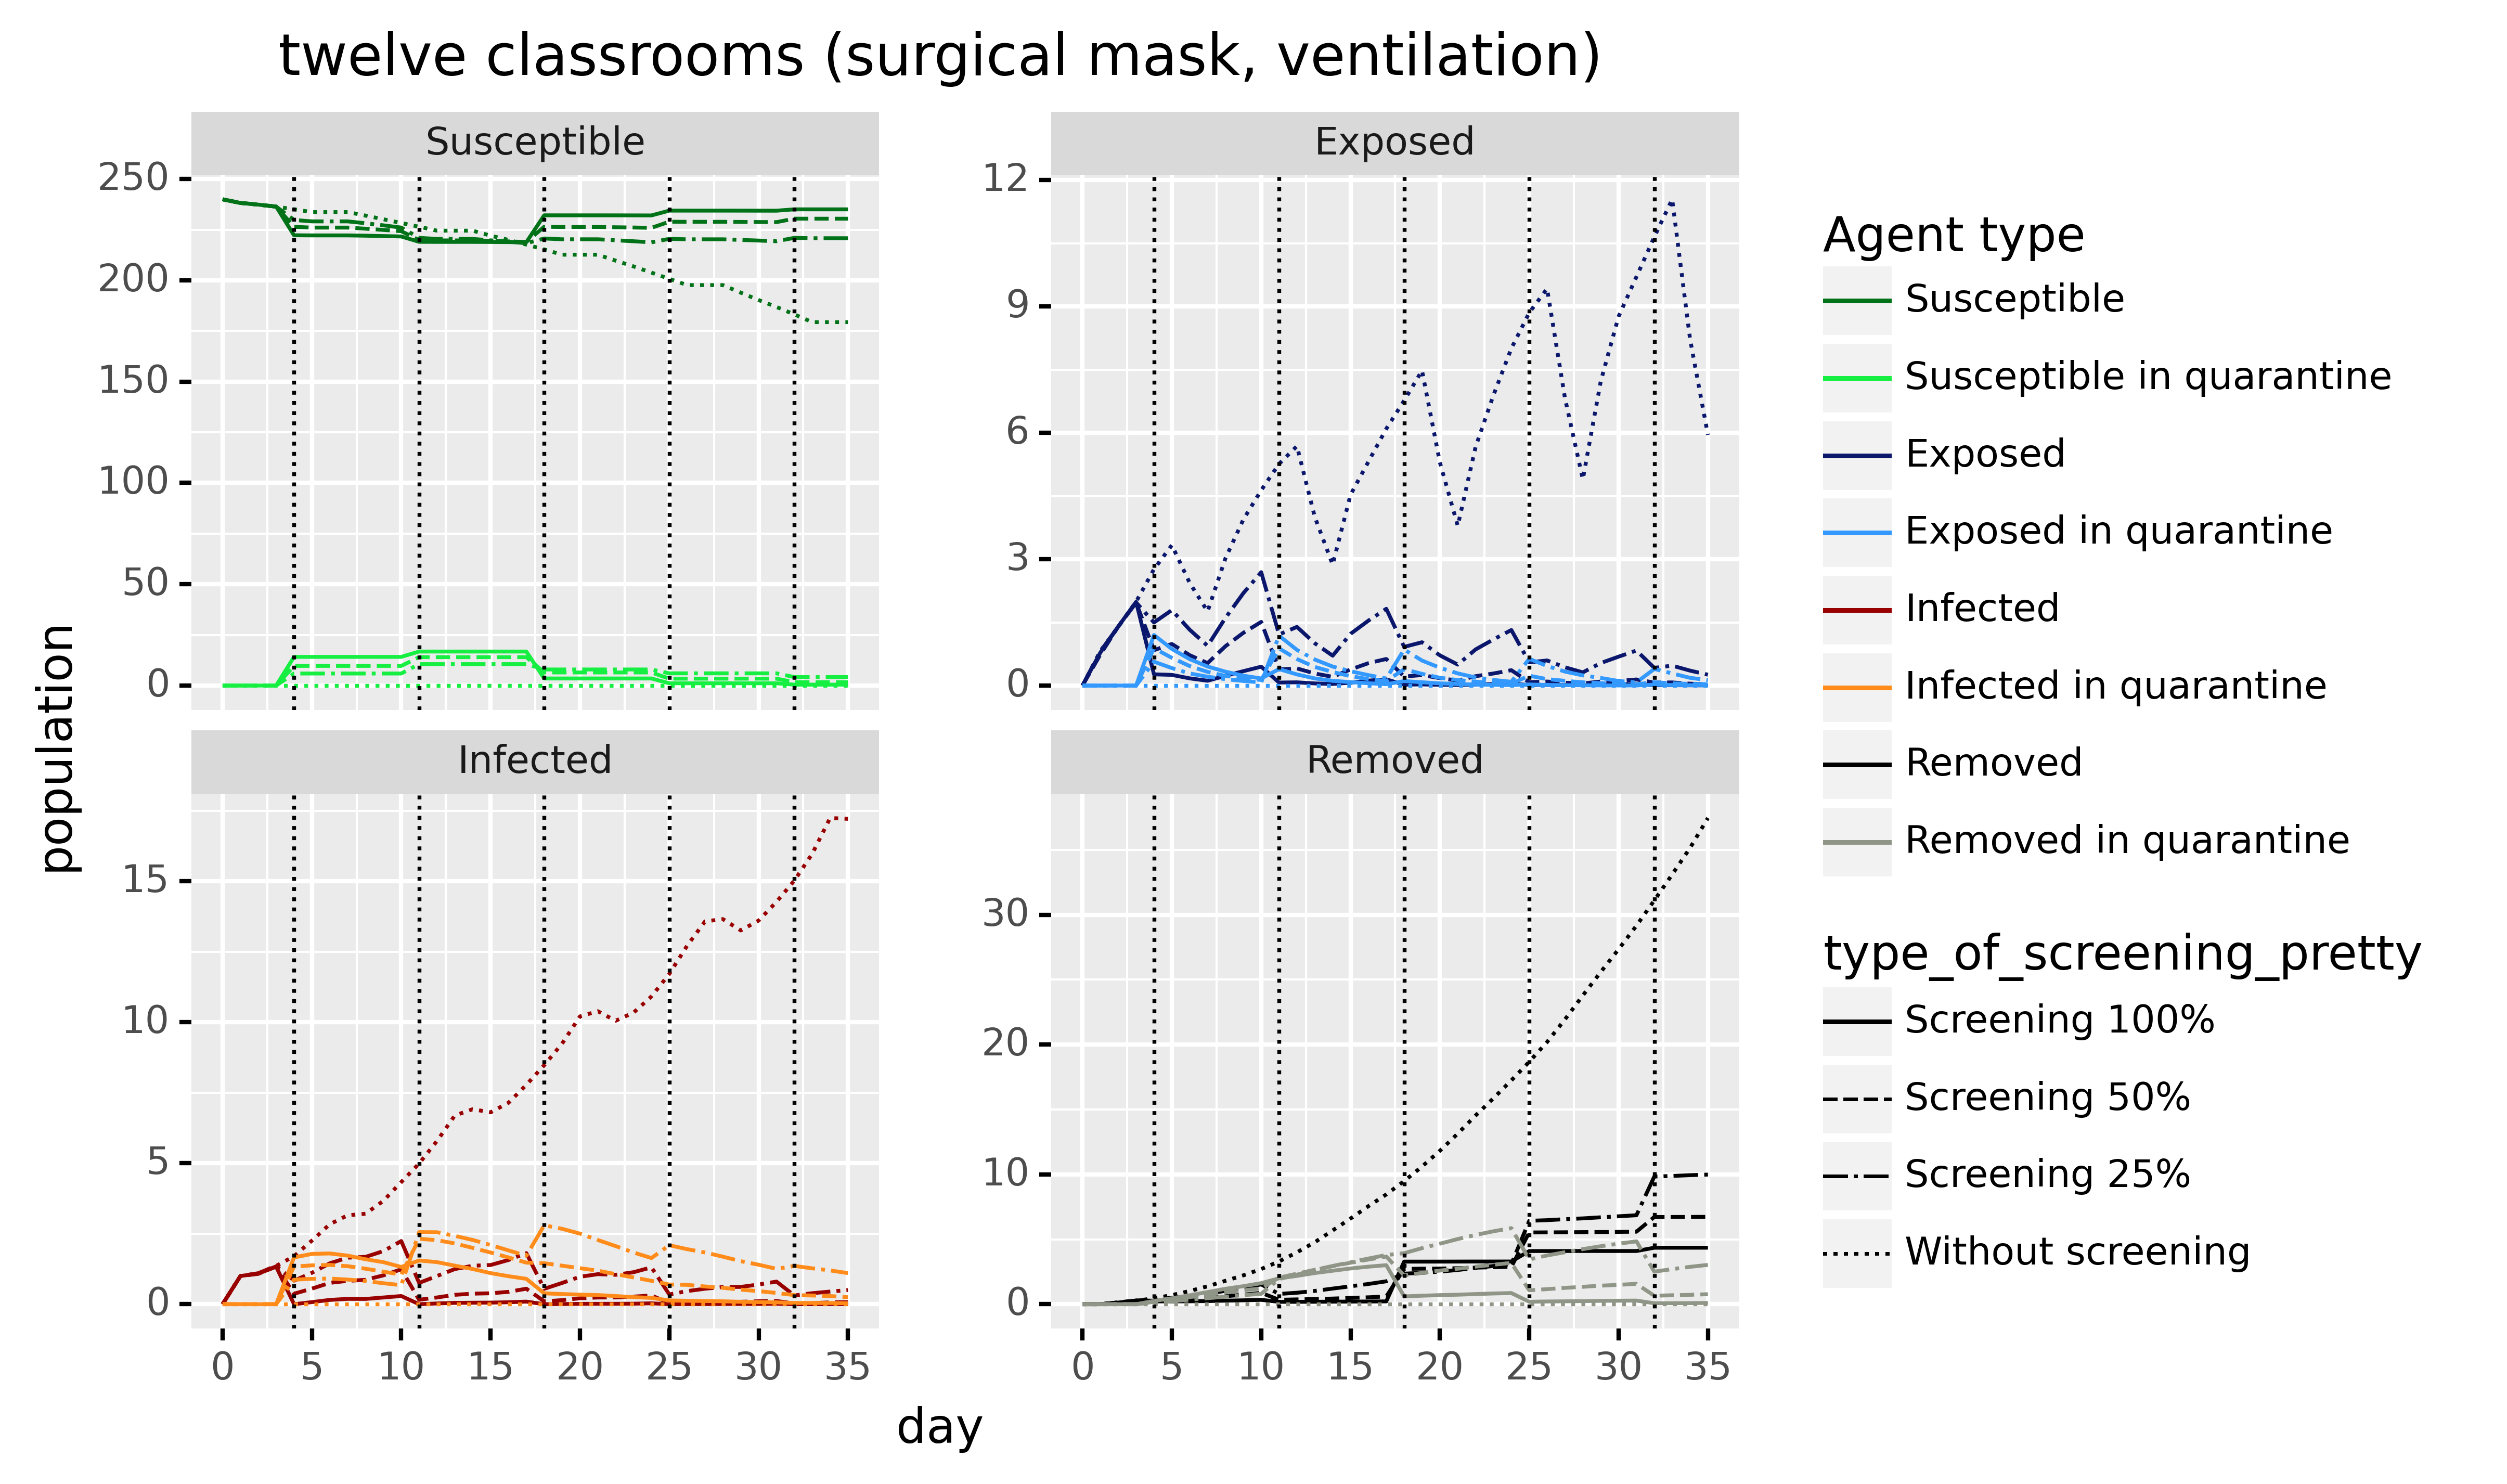 twelve classrooms (surgical mask, ventilation)
Susceptible
Exposed
250
200
150
100
50
0
12
9
6
3
0
population
Infected
Removed
15
10
5
0
30
20
10
0
0 5 10 15 20 25 30 35
0 5 10 15 20 25 30 35
day
Agent type
Susceptible
Susceptible in quarantine
Exposed
Exposed in quarantine
Infected
Infected in quarantine
Removed
Removed in quarantine
type_of_screening_pretty
Screening 100%
Screening 50%
Screening 25%
Without screening